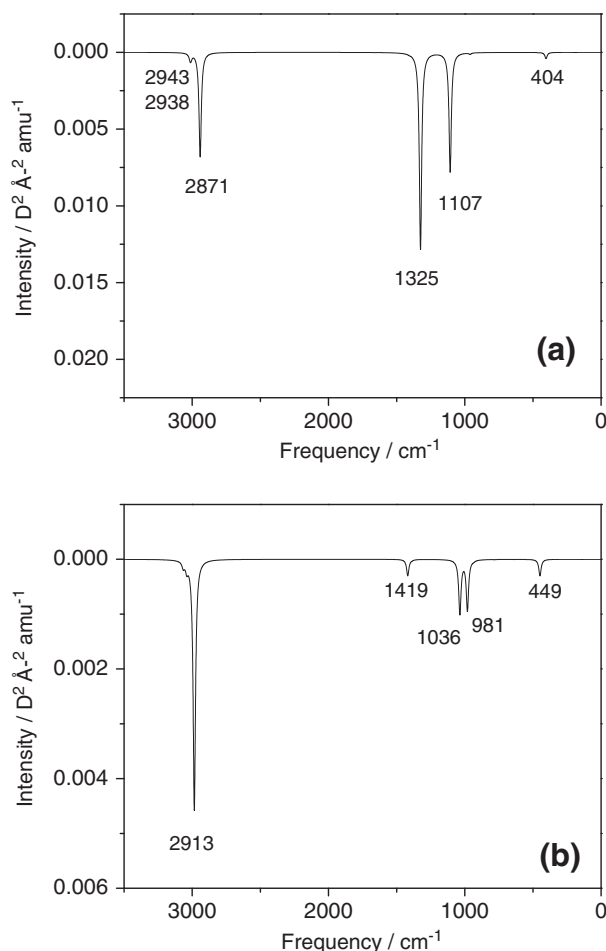 0.000
2943
2938
404
0.005
2871
1107
0.010
1325
0.015
0.020
(a)
3000 2000 1000 0
Frequency / cm⁻¹
Intensity / D² Å-² amu⁻¹
0.000
1419
449
1036
981
0.002
0.004
2913
(b)
0.006
3000 2000 1000 0
Frequency / cm⁻¹
Intensity / D² Å-² amu⁻¹